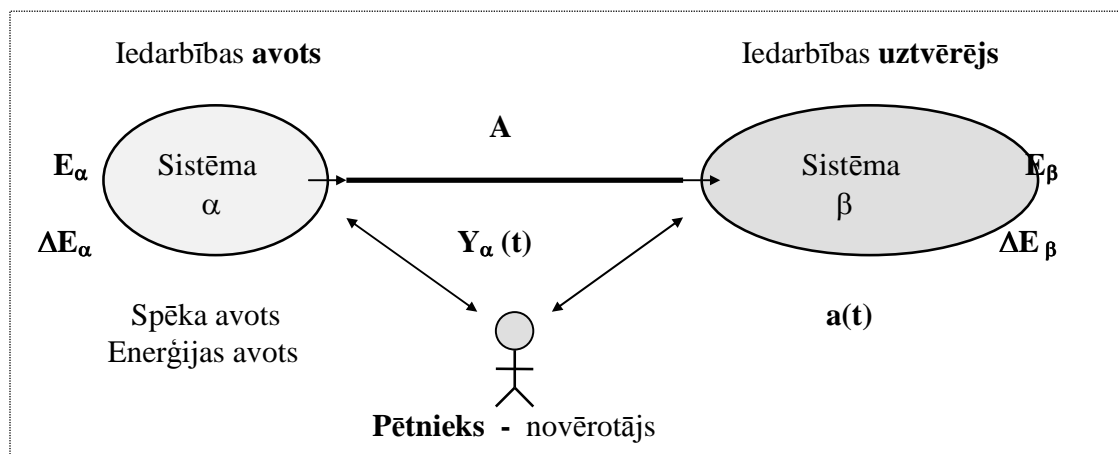 Iedarbības avots
Iedarbības uztvērējs
A
Eα
Sistēma
α
Sistēma
β
Eβ
ΔEα
Yα (t)
ΔE β
Spēka avots
Enerģijas avots
a(t)
Pētnieks - novērotājs